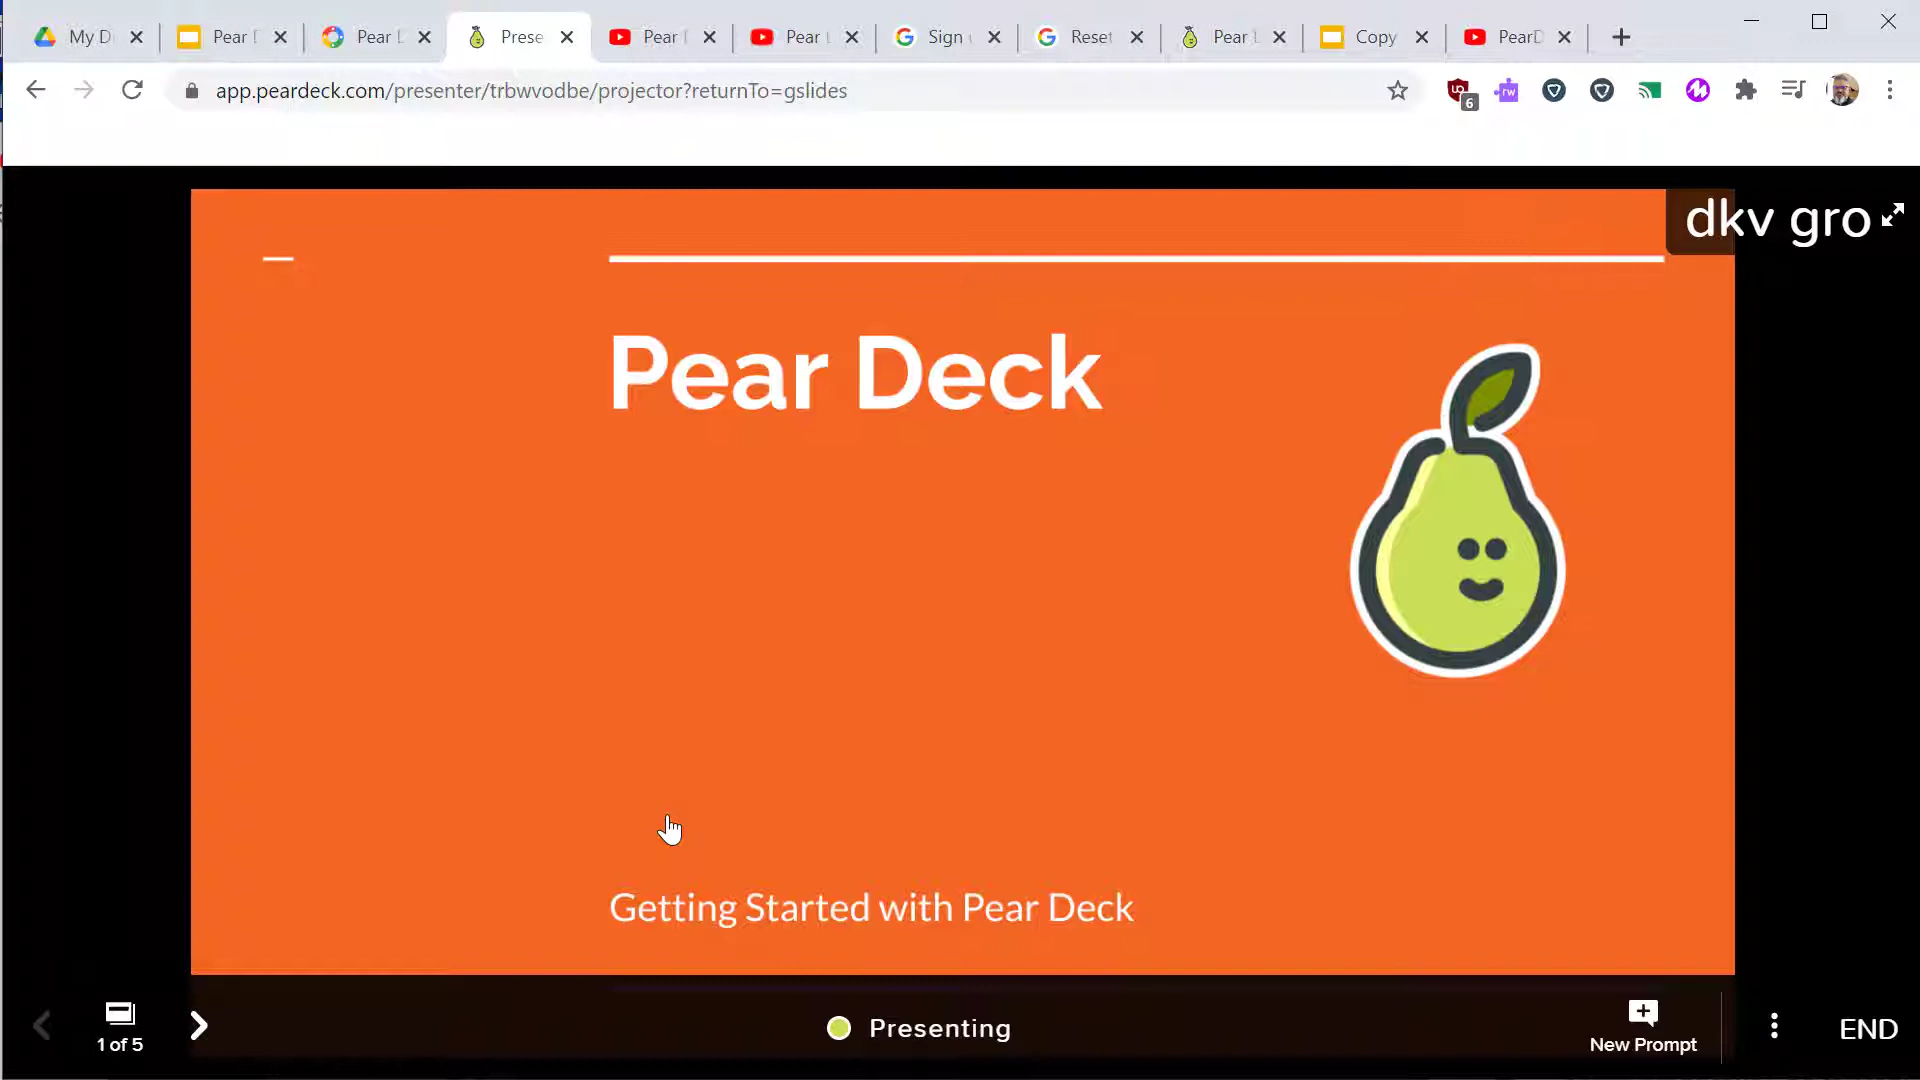 My D
Pear D
Pear D
Prese
Pear
Pear
Sign
Reset
Pear
Copy
PearD
app.peardeck.com/presenter/trbwvodbe/projector?returnTo=gslides
6
rw
dkv gro
Pear Deck
Getting Started with Pear Deck
1 of 5
Presenting
New Prompt
END